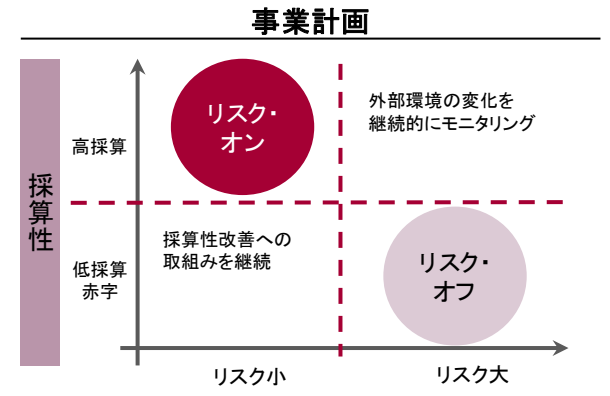 事業計画
採算性
高採算
低採算
赤字
リスク・
オン
外部環境の変化を
継続的にモニタリング
採算性改善への
取組みを継続
リスク・
オフ
リスク小
リスク大